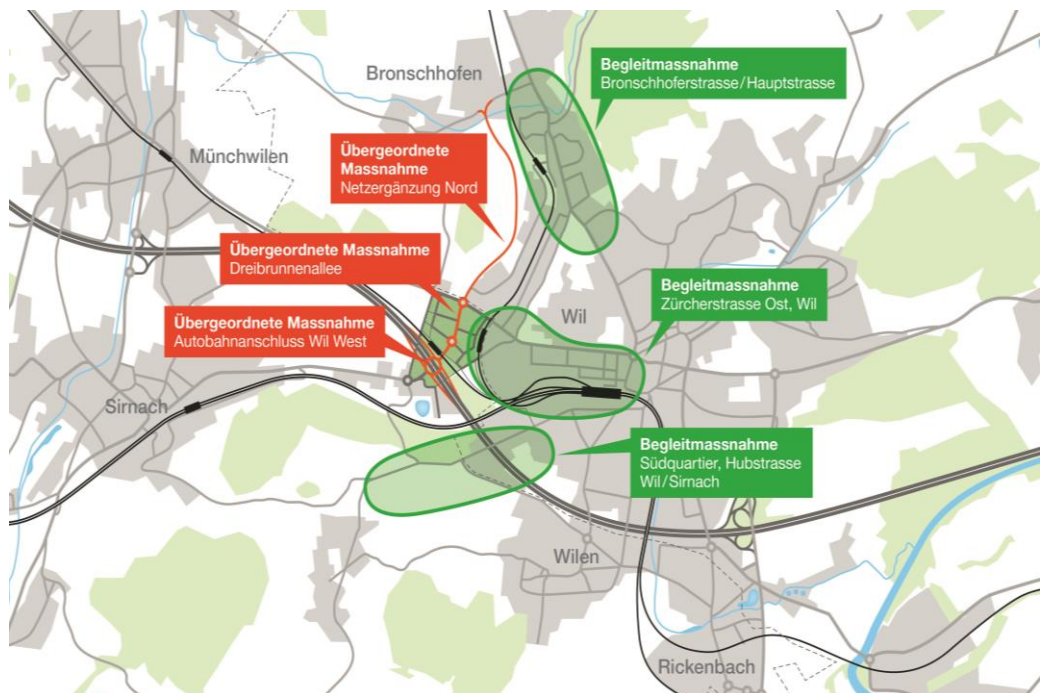 Begleitmassnahme
Bronschhoferstrasse/Hauptstrasse
Bronschhofen
Münchwilen
Übergeordnete
Massnahme
Netzergänzung Nord
Übergeordnete Massnahme
Dreibrunnenallee
Begleitmassnahme
Zürcherstrasse Ost, Wil
Übergeordnete Massnahme
Autobahnanschluss Wil West
Wil
Sirnach
Begleitmassnahme
Südquartier, Hubstrasse
Wil/Sirnach
Wilen
Rickenbach